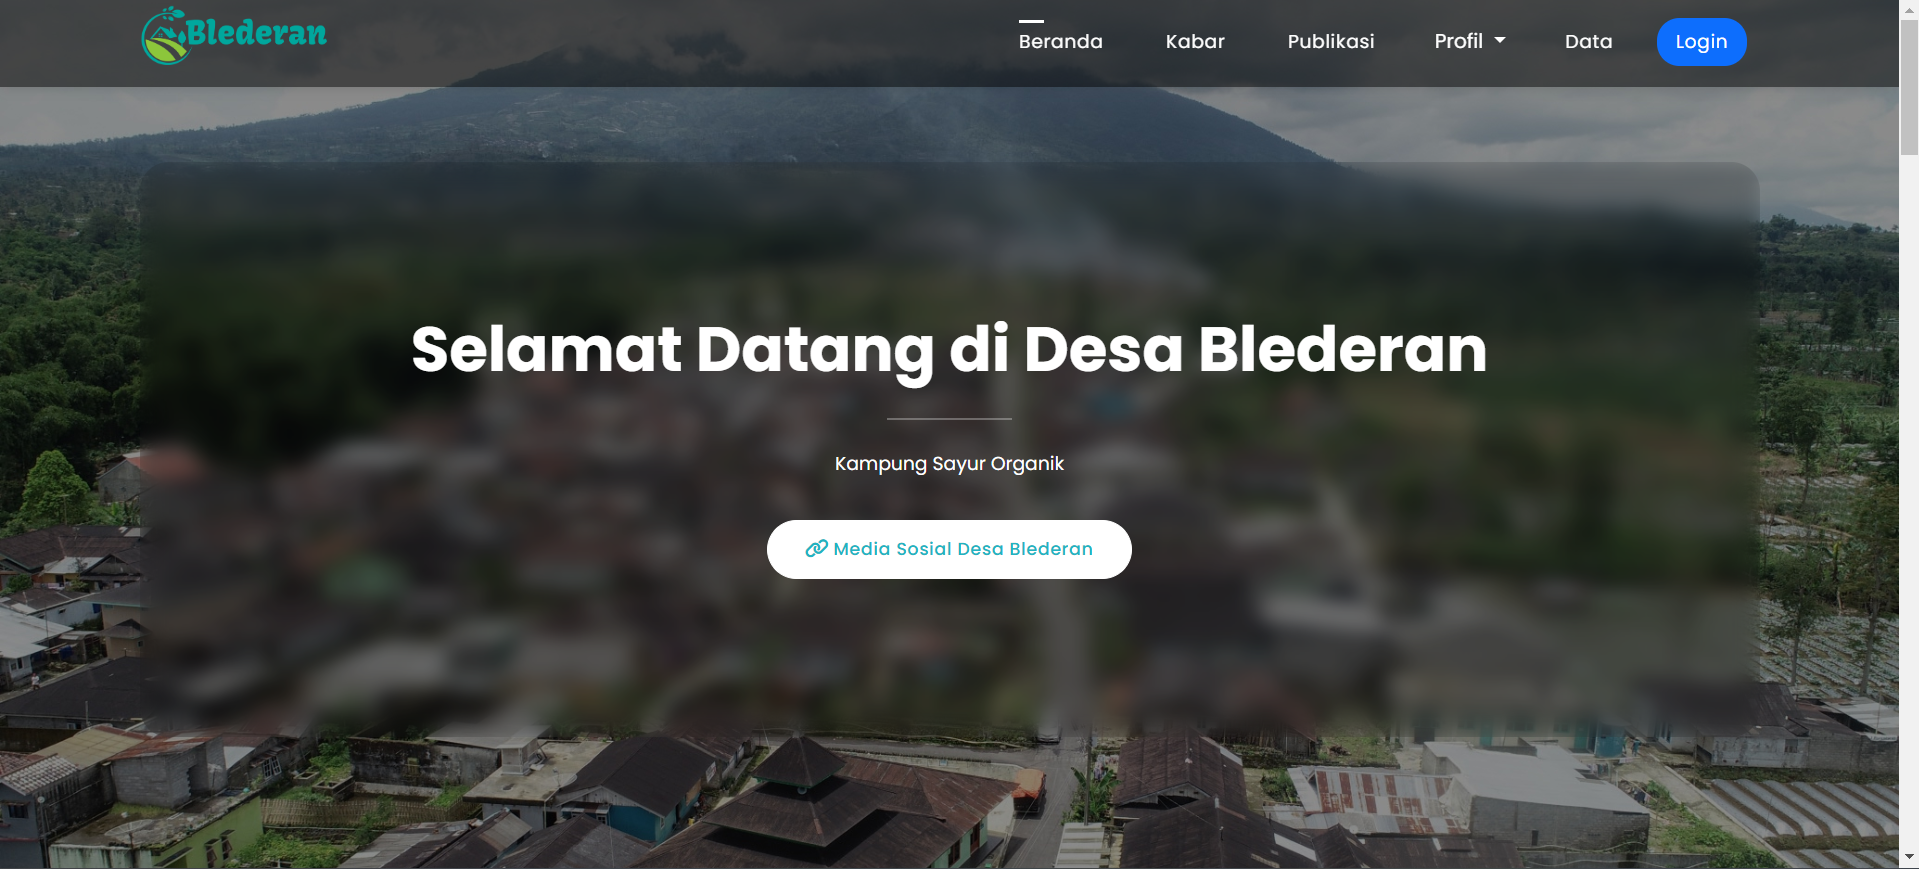 Blederan
Beranda
Kabar
Publikasi
Profil
Data
Login
Selamat Datang di Desa Blederan
Kampung Sayur Organik
Media Sosial Desa Blederan